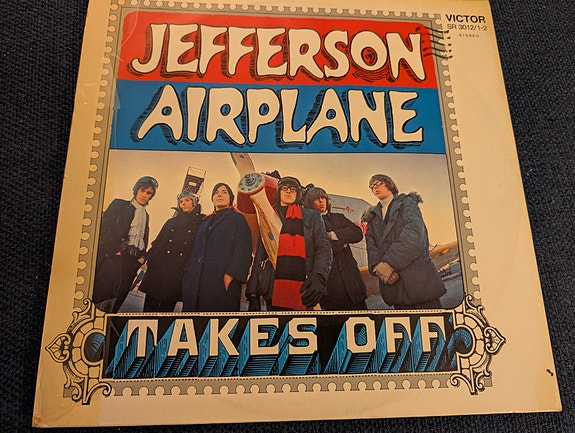 JEFFERSON
AIRPLANE
VICTOR
SR 3012/1-2
STEREO
TAKES OFF